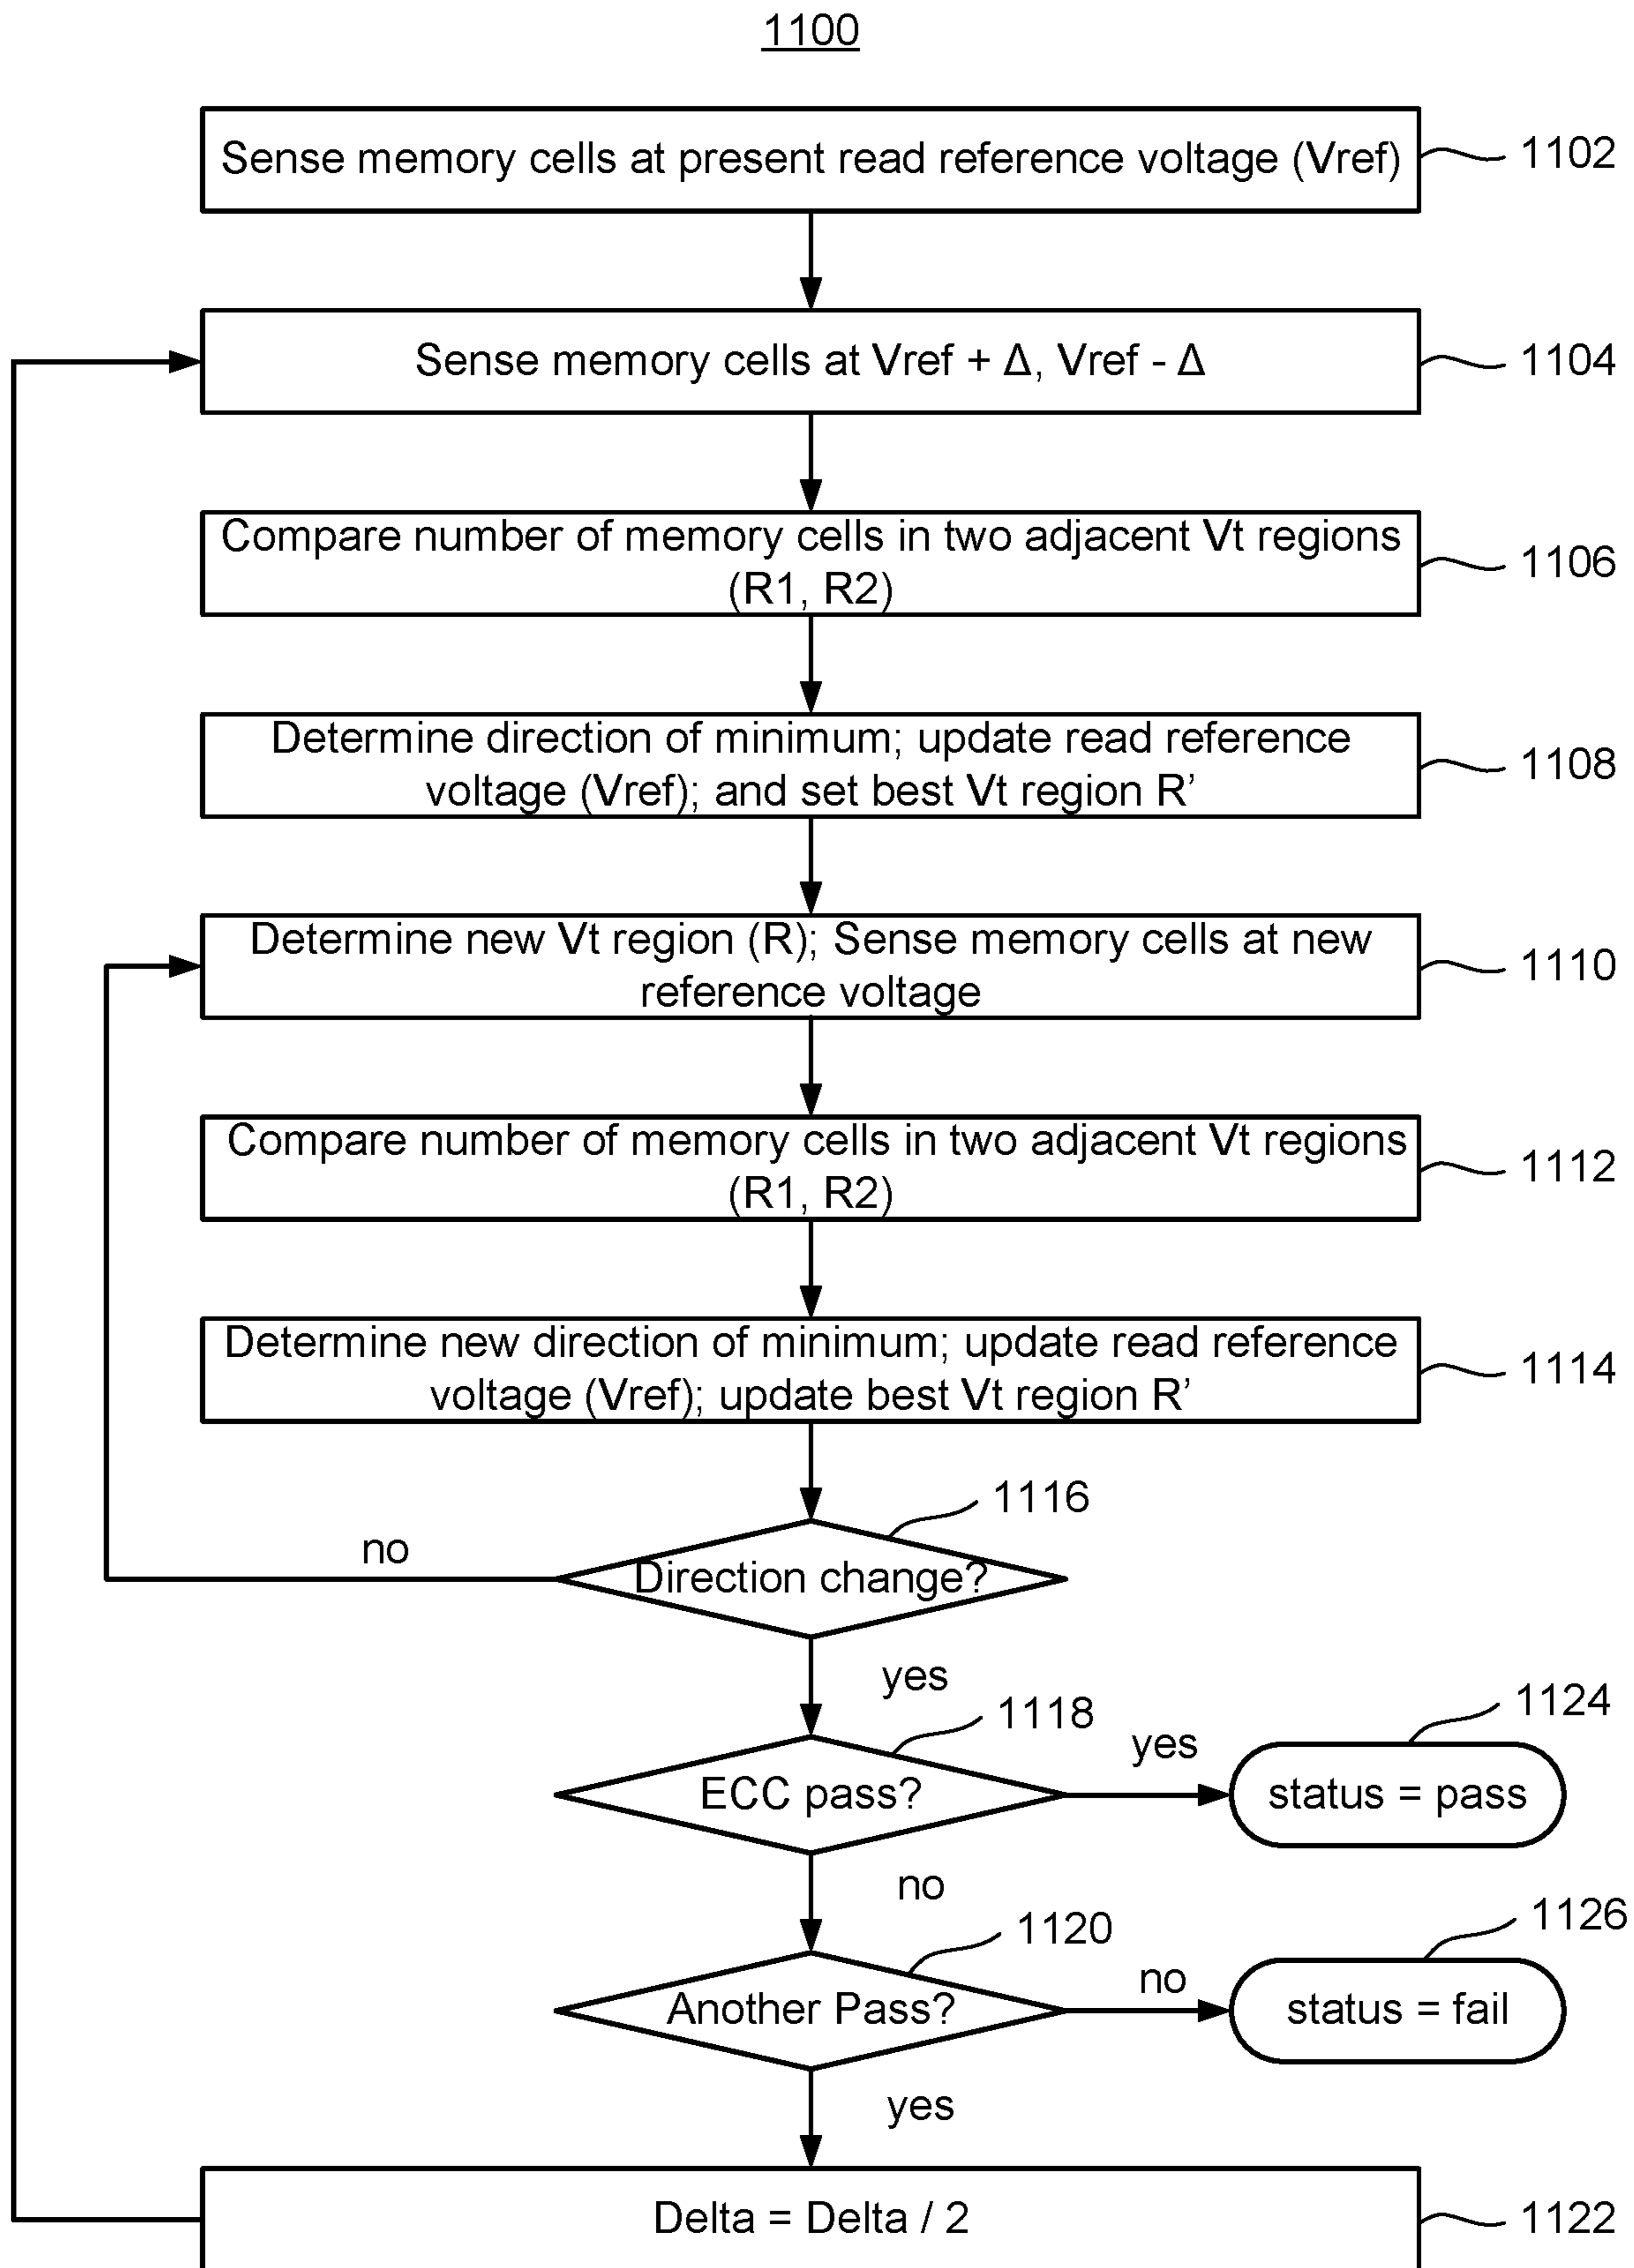 1100
Sense memory cells at present read reference voltage (Vref)
1102
Sense memory cells at Vref + Δ, Vref - Δ
1104
Compare number of memory cells in two adjacent Vt regions
(R1, R2)
1106
Determine direction of minimum; update read reference
voltage (Vref); and set best Vt region R’
1108
Determine new Vt region (R); Sense memory cells at new
reference voltage
1110
Compare number of memory cells in two adjacent Vt regions
(R1, R2)
1112
Determine new direction of minimum; update read reference
voltage (Vref); update best Vt region R’
1114
1116
no
Direction change?
yes
1118
1124
yes
ECC pass?
status = pass
no
1120
1126
no
Another Pass?
status = fail
yes
Delta = Delta / 2
1122